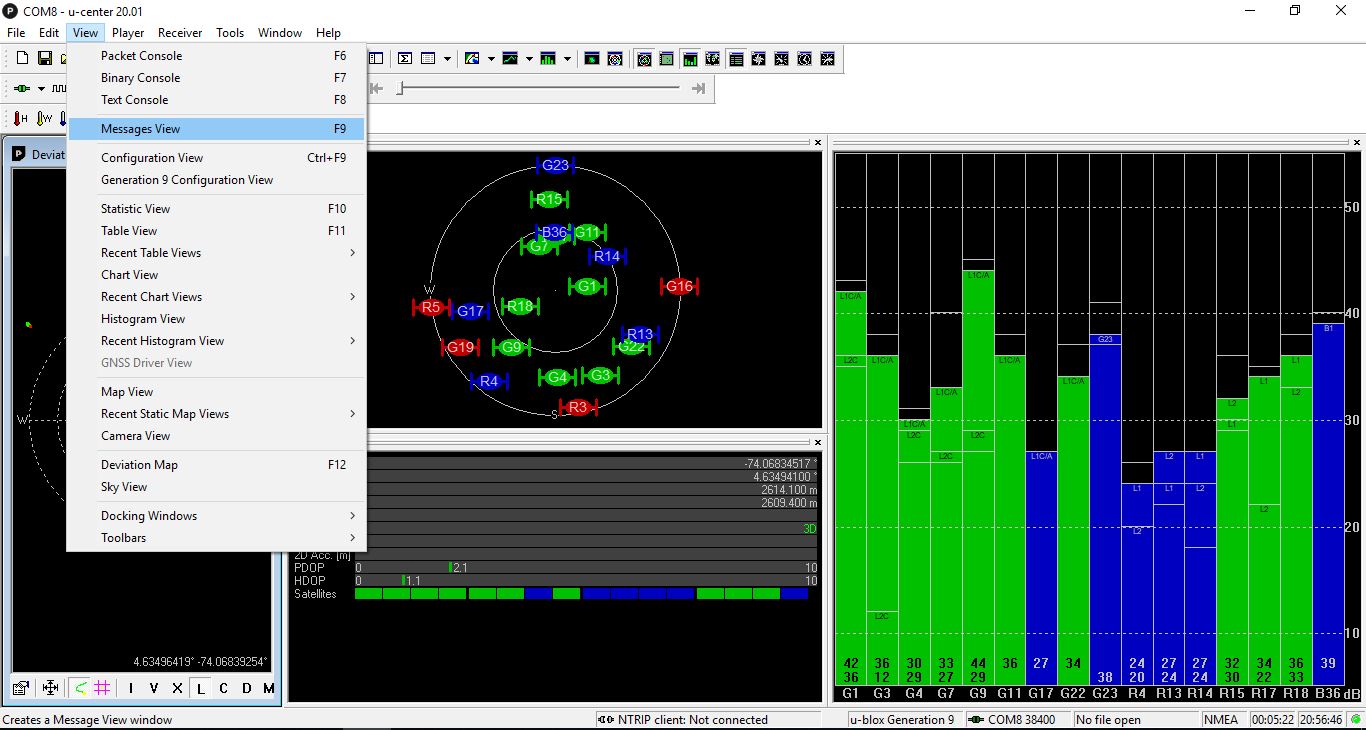 COM8 - u-center 20.01
File Edit View Player Receiver Tools Window Help
Packet Console F6
Binary Console F7
Text Console F8
Messages View F9
Configuration View Ctrl+F9
Generation 9 Configuration View
Statistic View F10
Table View F11
Recent Table Views
Chart View
Recent Chart Views
Histogram View
Recent Histogram View
GNSS Driver View
Map View
Recent Static Map Views
Camera View
Deviation Map F12
Sky View
Docking Windows
Toolbars
H W
Deviat
W
4.63496419° -74.06839254°
I V X L C D M
G23
R15
B36 G11
G7
R14
G1 G16
W
R5 G17 R18
R13
G19 G9 G22
R4 G4 G3
R3
S
-74.06834517 °
4.63494100 °
2614.100 m
2609.400 m
3D
2D Acc. [m]
PDOP 0 2.1 10
HDOP 0 1.1 10
Satellites
50
40
30
20
10
L1C/A L1C/A L1C/A L1C/A L1C/A L1C/A L1C/A L1C/A G23 L1 L2 L1 L2 L1 L1 B1
L2C L2C L2C L2C L2C L2 L1 L2 L1 L2 L2
42 36 30 33 44 36 27 34 38 24 27 27 32 34 36 39
36 12 29 27 29 20 24 24 30 22 33
G1 G3 G4 G7 G9 G11 G17 G22 G23 R4 R13 R14 R15 R17 R18 B36 dB
Creates a Message View window
NTRIP client: Not connected
u-blox Generation 9 COM8 38400 No file open NMEA 00:05:22 20:56:46